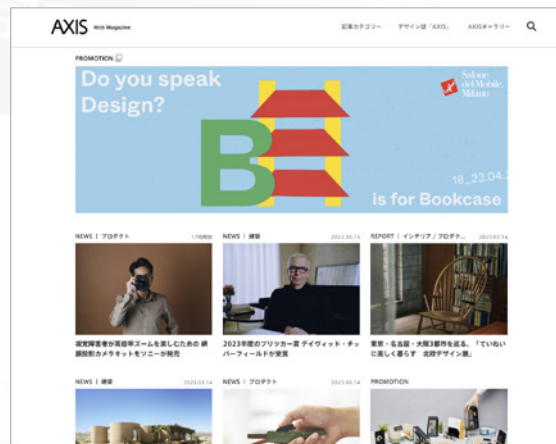 AXIS Web Magazine
記事カテゴリー デザイン誌「AXIS」 AXISギャラリー
PROMOTION
Do you speak
Design?
Salone
del Mobile.
Milano
B
18_23.04.2
is for Bookcase
NEWS | プロダクト
NEWS | 建築 2023.03.15
REPORT | インテリア / プロダク... 2023.03.14
視覚障害者が高倍率ズームを楽しむための 網
膜投影カメラキットをソニーが発売
2023年度のプリツカー賞 デイヴィッド・チッ
パーフィールドが受賞
東京・名古屋・大阪3都市を巡る、「ていねい
に美しく暮らす 北欧デザイン展」
NEWS | 建築 2023.03.14
NEWS | プロダクト 2023.03.14
PROMOTION